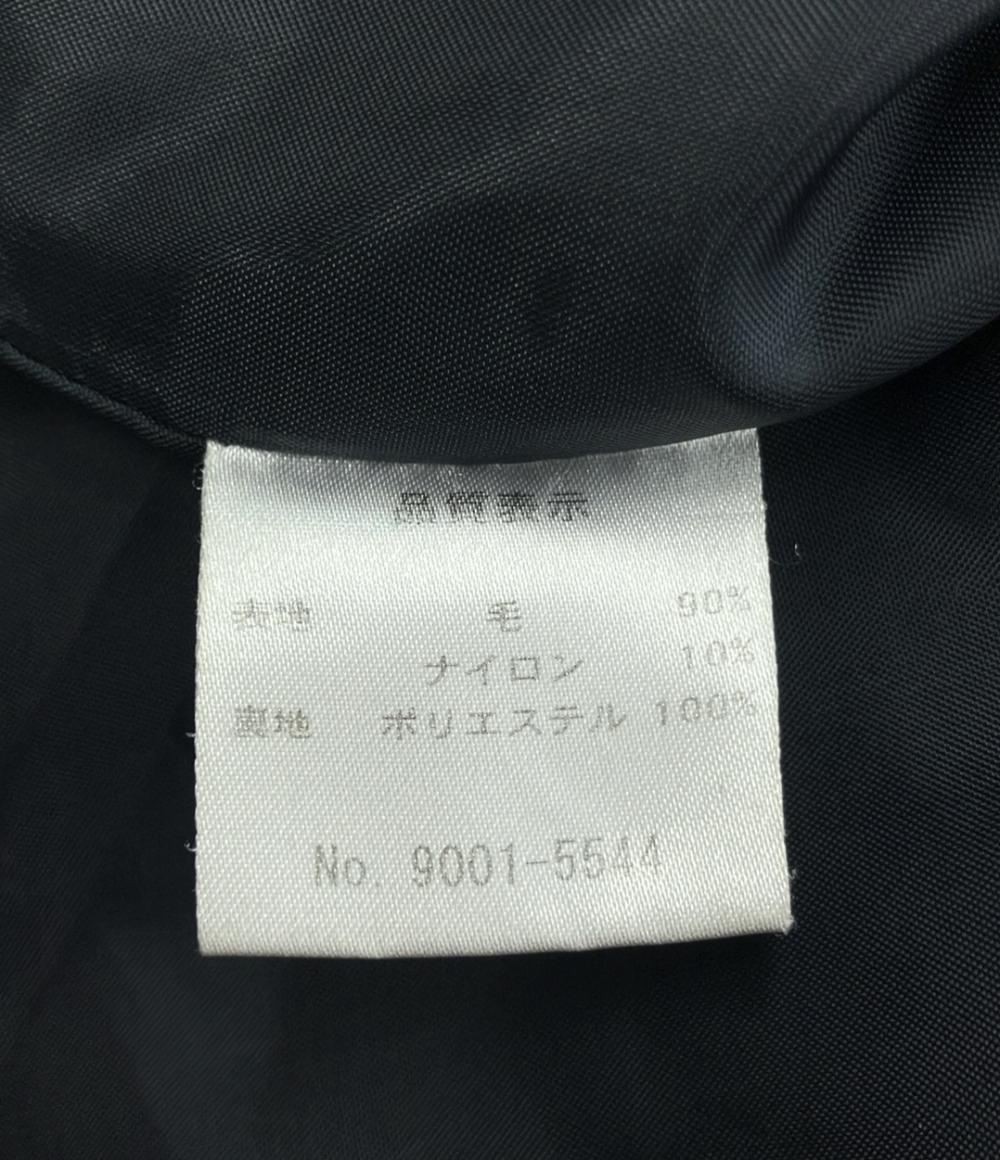 品質表示
表地 毛 90%
ナイロン 10%
裏地 ポリエステル 100%
No. 9001-5544